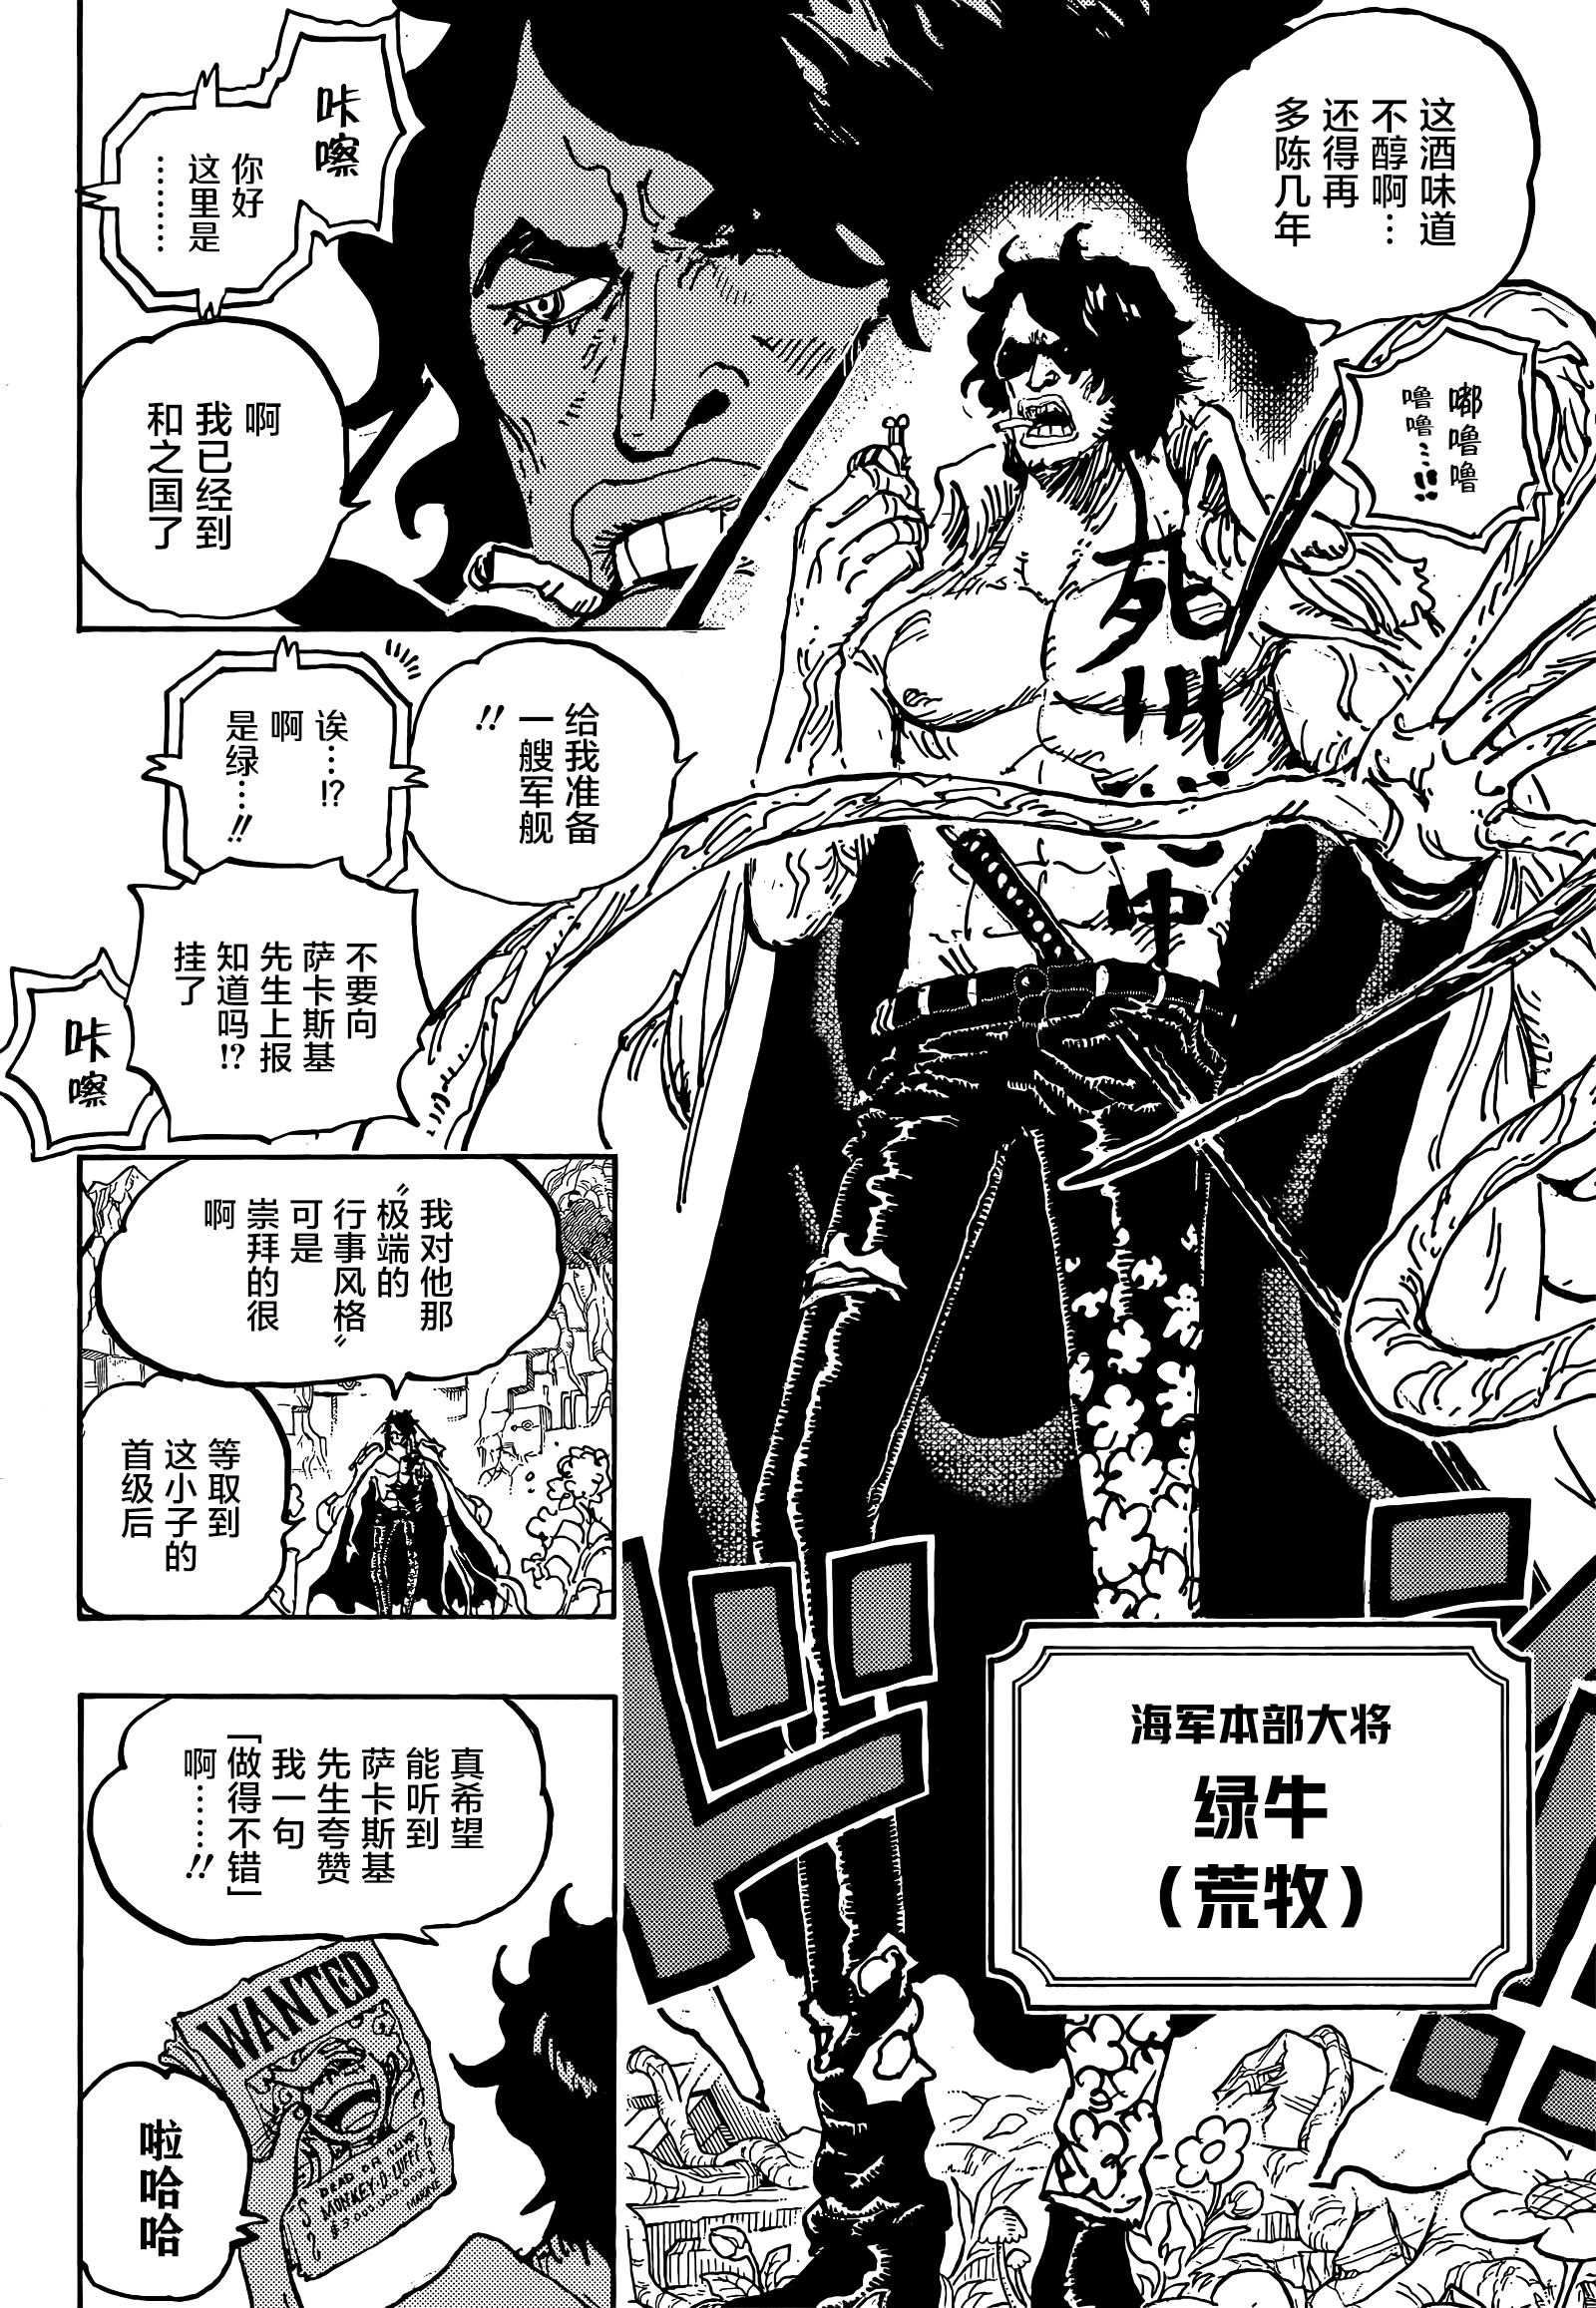 这酒味道
不醇啊…
还得再
多陈几年
嘟噜噜
噜噜…!!
咔嚓
你好
这里是
………
啊
我已经到
和之国了
给我准备
一艘军舰
!!
诶…!?
啊
是绿…!!
不要向
萨卡斯基
先生上报
知道吗!?
挂了
咔嚓
死川
中
我对他那
“极端的
行事风格”
可是
崇拜的很
啊
等取到
这小子的
首级后
海军本部大将
绿牛
（荒牧）
真希望
能听到
萨卡斯基
先生夸赞
我一句
「做得不错」
啊……!!
WANTED
DEAD OR ALIVE
MONKEY·D·LUFFY
MARINE
啦哈哈